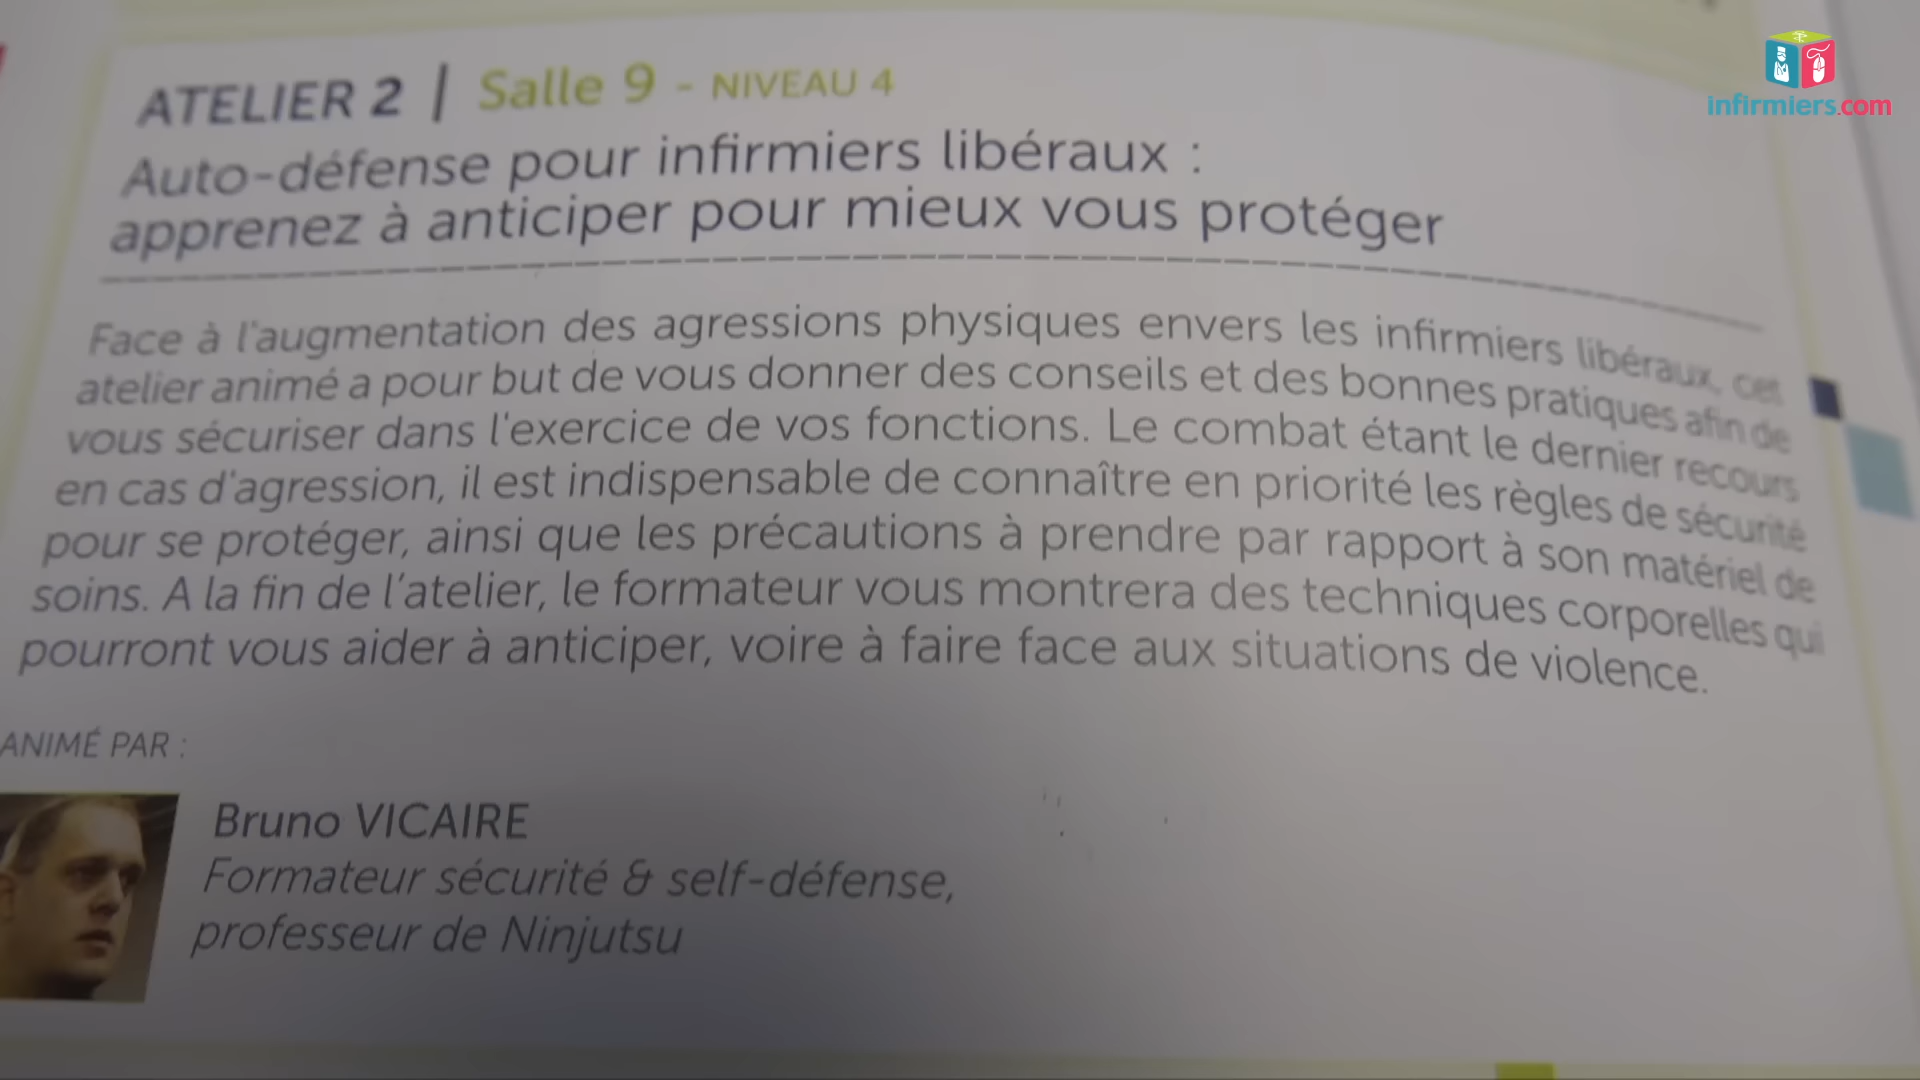 infirmiers.com
ATELIER 2 | Salle 9 - NIVEAU 4
Auto-défense pour infirmiers libéraux :
apprenez à anticiper pour mieux vous protéger
Face à l'augmentation des agressions physiques envers les infirmiers libéraux, cet
atelier animé a pour but de vous donner des conseils et des bonnes pratiques afin de
vous sécuriser dans l'exercice de vos fonctions. Le combat étant le dernier recours
en cas d'agression, il est indispensable de connaître en priorité les règles de sécurité
pour se protéger, ainsi que les précautions à prendre par rapport à son matériel de
soins. A la fin de l'atelier, le formateur vous montrera des techniques corporelles qui
pourront vous aider à anticiper, voire à faire face aux situations de violence.
ANIMÉ PAR :
Bruno VICAIRE
Formateur sécurité & self-défense,
professeur de Ninjutsu